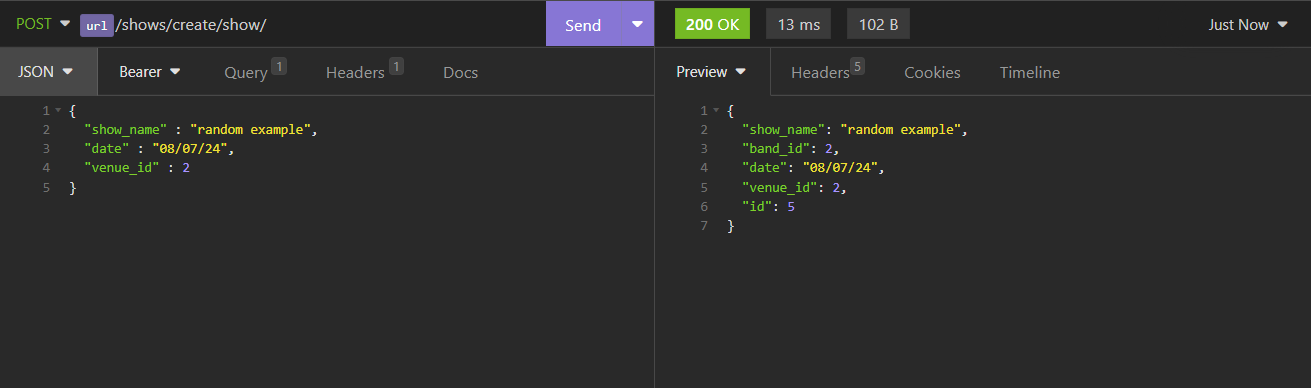 POST url /shows/create/show/ Send 200 OK 13 ms 102 B Just Now
JSON Bearer Query 1 Headers 1 Docs Preview Headers 5 Cookies Timeline
1 {
2 "show_name" : "random example",
3 "date" : "08/07/24",
4 "venue_id" : 2
5 }
1 {
2 "show_name": "random example",
3 "band_id": 2,
4 "date": "08/07/24",
5 "venue_id": 2,
6 "id": 5
7 }